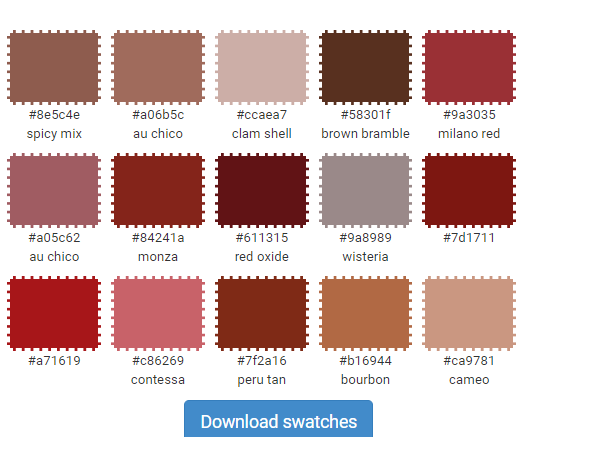 #8e5c4e #a06b5c #ccaea7 #58301f #9a3035
spicy mix au chico clam shell brown bramble milano red
#a05c62 #84241a #611315 #9a8989 #7d1711
au chico monza red oxide wisteria
#a71619 #c86269 #7f2a16 #b16944 #ca9781
contessa peru tan bourbon cameo
Download swatches